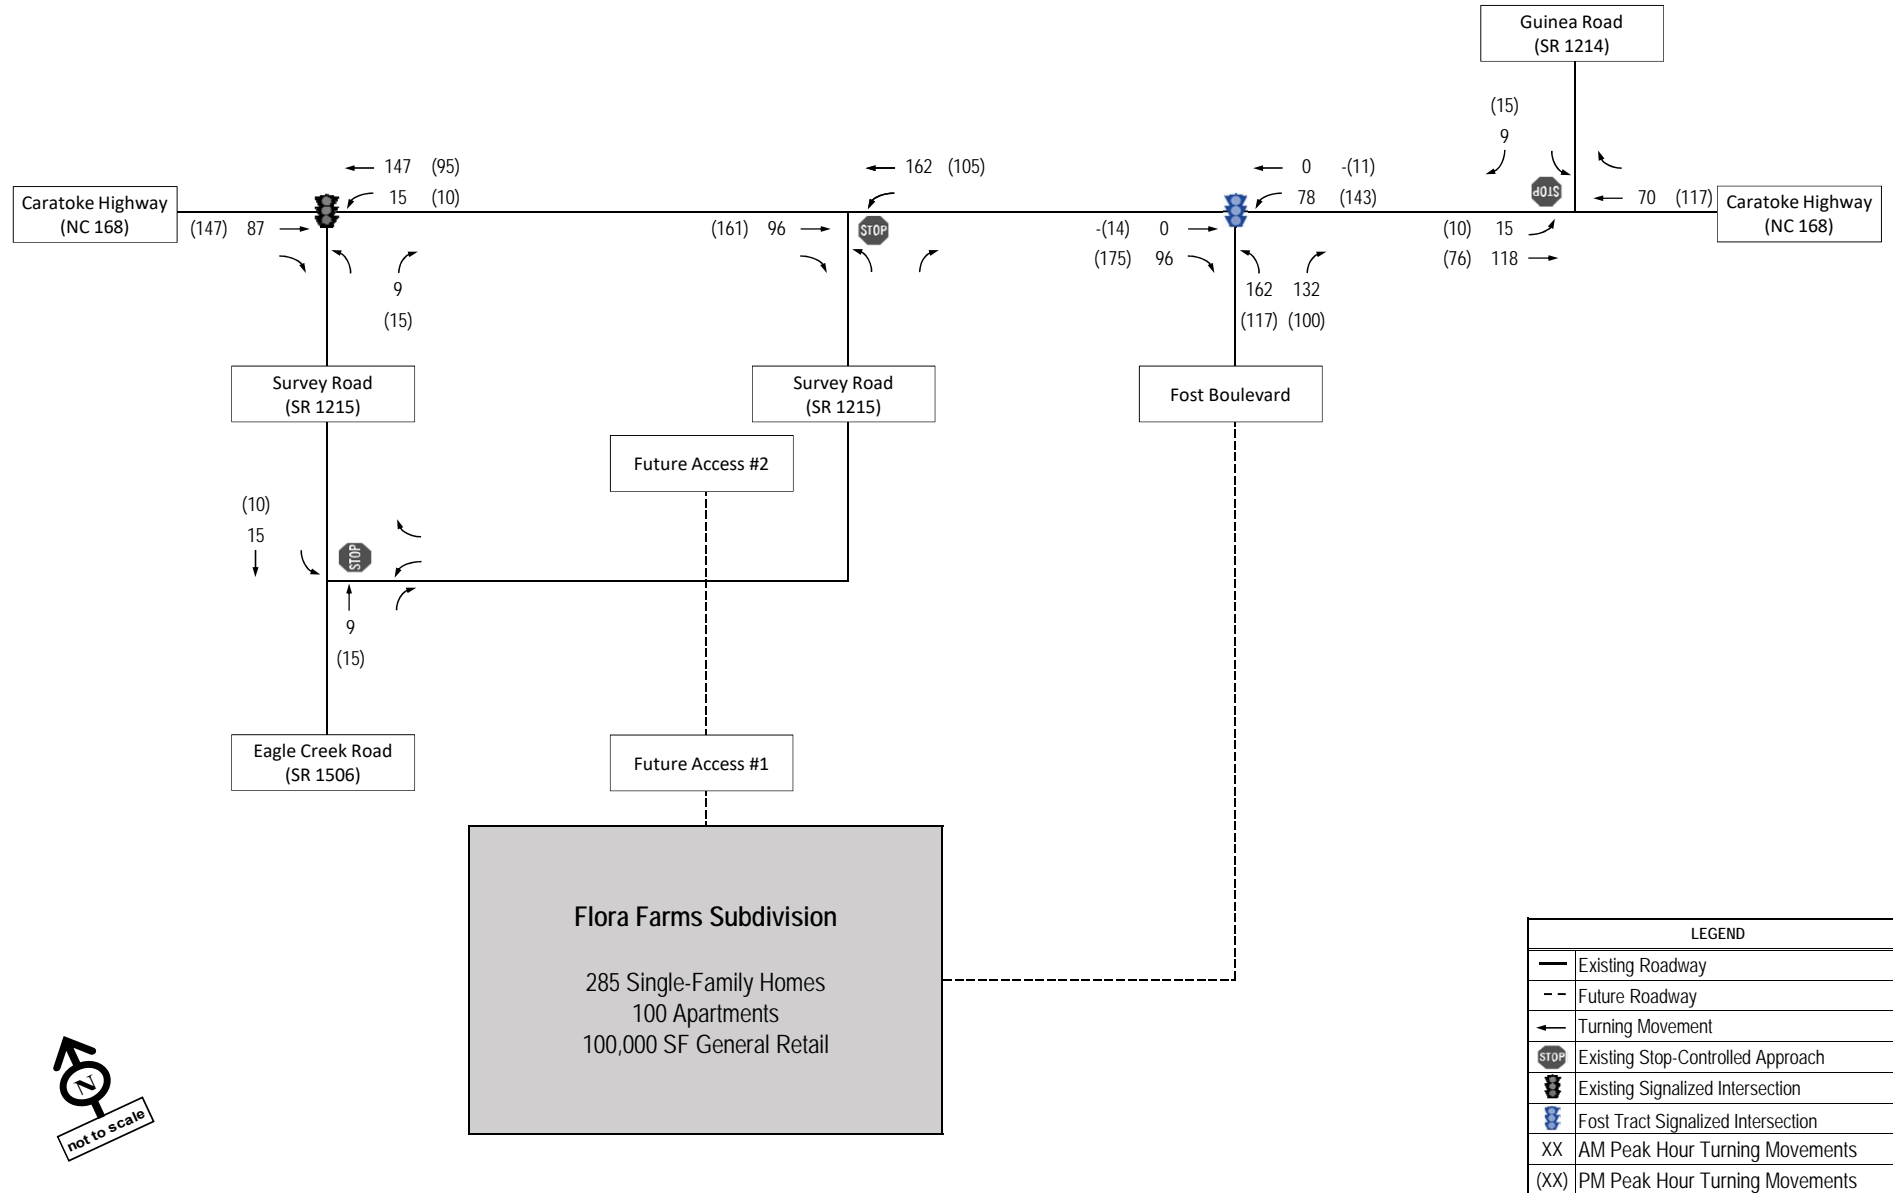 Guinea Road
(SR 1214)
(15)
9
147 (95)
162 (105)
0 -(11)
15 (10)
78 (143)
STOP
70 (117)
Caratoke Highway
(NC 168)
Caratoke Highway
(NC 168)
(147) 87
(161) 96
STOP
-(14) 0
(10) 15
(175) 96
(76) 118
9
(15)
162 132
(117) (100)
Survey Road
(SR 1215)
Survey Road
(SR 1215)
Fost Boulevard
Future Access #2
(10)
15
STOP
9
(15)
Eagle Creek Road
(SR 1506)
Future Access #1
Flora Farms Subdivision
285 Single-Family Homes
100 Apartments
100,000 SF General Retail
N
not to scale
LEGEND
Existing Roadway
Future Roadway
Turning Movement
STOP Existing Stop-Controlled Approach
Existing Signalized Intersection
Fost Tract Signalized Intersection
XX AM Peak Hour Turning Movements
(XX) PM Peak Hour Turning Movements